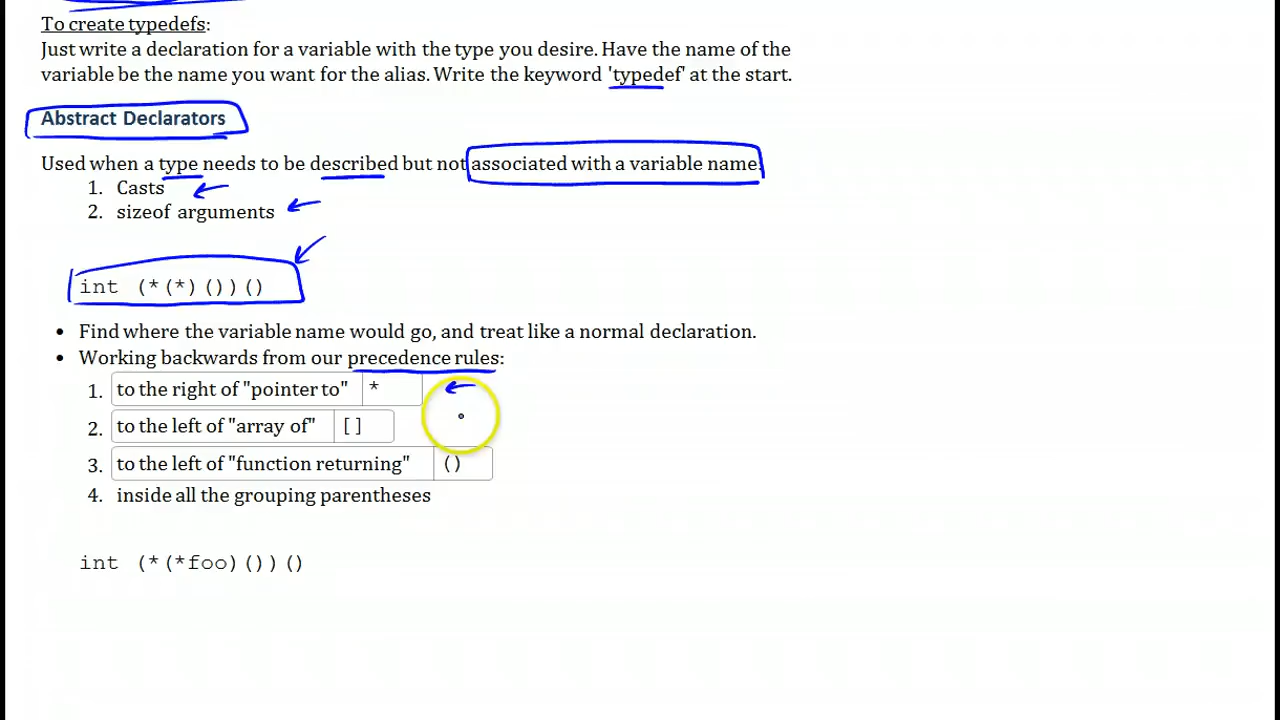 To create typedefs:
Just write a declaration for a variable with the type you desire. Have the name of the
variable be the name you want for the alias. Write the keyword 'typedef' at the start.
Abstract Declarators
Used when a type needs to be described but not associated with a variable name.
1. Casts
2. sizeof arguments
int (*(*)())()
• Find where the variable name would go, and treat like a normal declaration.
• Working backwards from our precedence rules:
1. to the right of "pointer to" *
2. to the left of "array of" []
3. to the left of "function returning" ()
4. inside all the grouping parentheses
int (*(*foo)())()